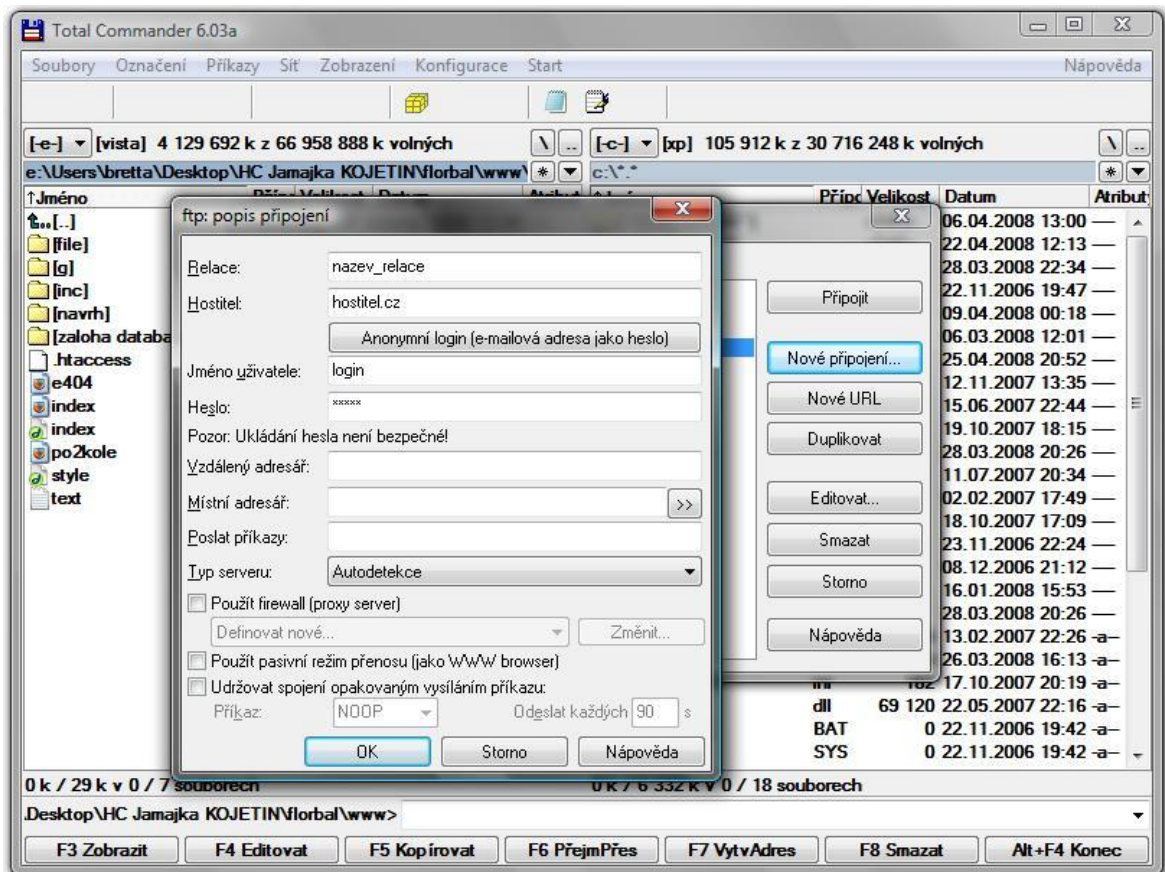 Total Commander 6.03a
Soubory Označení Příkazy Síť Zobrazení Konfigurace Start Nápověda
[-e-] [vista] 4 129 692 k z 66 958 888 k volných \ ..
[-c-] [xp] 105 912 k z 30 716 248 k volných \ ..
e:\Users\bretta\Desktop\HC Jamajka KOJETIN\florbal\www\ *
c:\*.* *
↑Jméno
Přípc Velikost Datum Atribut
[..]
[file]
[g]
[inc]
[navrh]
[zaloha databa
.htaccess
e404
index
index
po2kole
style
text
ftp: popis připojení
Relace: nazev_relace
Hostitel: hostitel.cz
Anonymní login (e-mailová adresa jako heslo)
Jméno uživatele: login
Heslo: xxxxx
Pozor: Ukládání hesla není bezpečné!
Vzdálený adresář:
Místní adresář: >>
Poslat příkazy:
Typ serveru: Autodetekce
Použít firewall (proxy server)
Definovat nové... Změnit...
Použít pasivní režim přenosu (jako WWW browser)
Udržovat spojení opakovaným vysíláním příkazu:
Příkaz: NOOP Odeslat každých 90 s
OK Storno Nápověda
Připojit
Nové připojení...
Nové URL
Duplikovat
Editovat...
Smazat
Storno
Nápověda
06.04.2008 13:00 —
22.04.2008 12:13 —
28.03.2008 22:34 —
22.11.2006 19:47 —
09.04.2008 00:18 —
06.03.2008 12:01 —
25.04.2008 20:52 —
12.11.2007 13:35 —
15.06.2007 22:44 —
19.10.2007 18:15 —
28.03.2008 20:26 —
11.07.2007 20:34 —
02.02.2007 17:49 —
18.10.2007 17:09 —
23.11.2006 22:24 —
08.12.2006 21:12 —
16.01.2008 15:53 —
28.03.2008 20:26 —
13.02.2007 22:26 -a--
26.03.2008 16:13 -a--
17.10.2007 20:19 -a--
dll 69 120 22.05.2007 22:16 -a--
BAT 0 22.11.2006 19:42 -a--
SYS 0 22.11.2006 19:42 -a--
0 k / 29 k v 0 / 7 souborech
0 k / 6 332 k v 0 / 18 souborech
.Desktop\HC Jamajka KOJETIN\florbal\www>
F3 Zobrazit F4 Editovat F5 Kopírovat F6 PřejmPřes F7 VytvAdres F8 Smazat Alt+F4 Konec